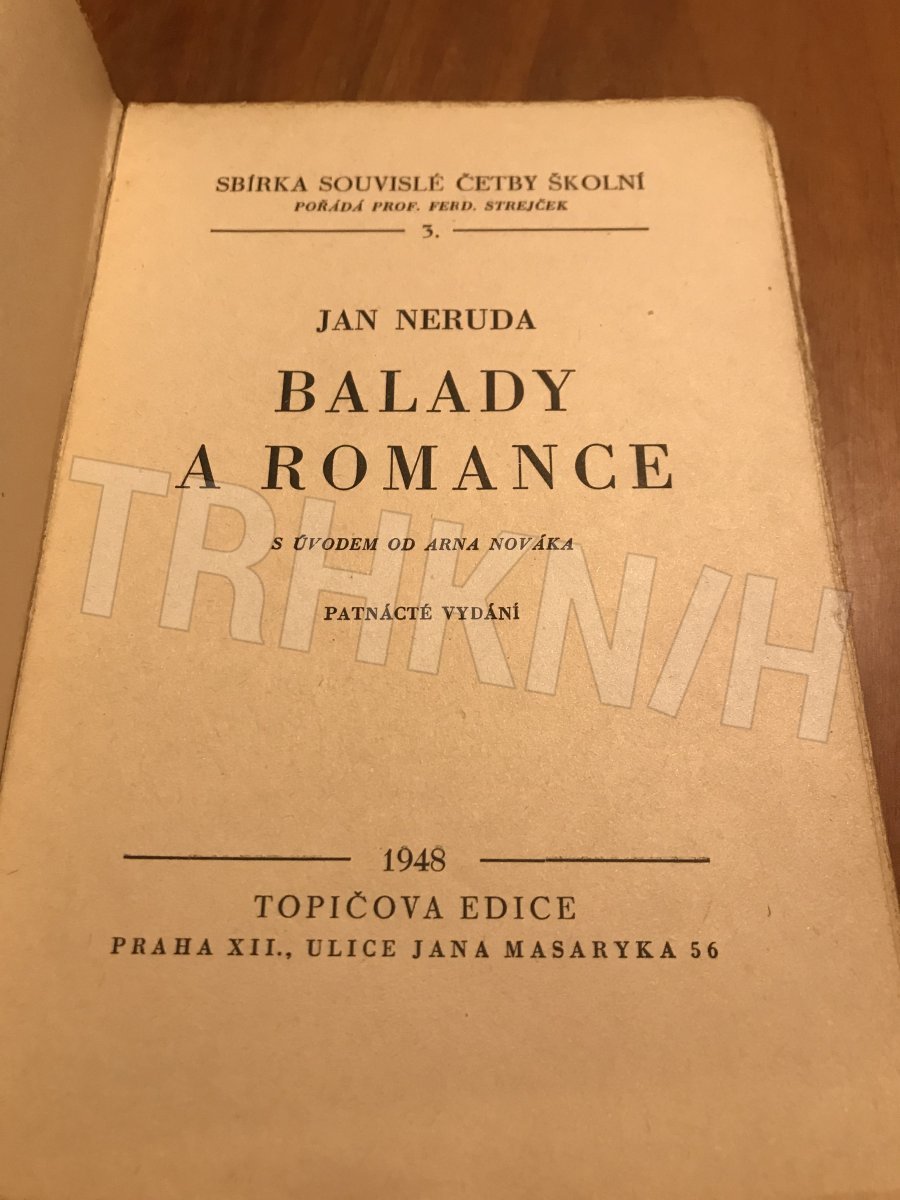 SBÍRKA SOUVISLÉ ČETBY ŠKOLNÍ
POŘÁDÁ PROF. FERD. STREJČEK
3.
JAN NERUDA
BALADY
A ROMANCE
S ÚVODEM OD ARNA NOVÁKA
PATNÁCTÉ VYDÁNÍ
TRHKN/H
1948
TOPIČOVA EDICE
PRAHA XII., ULICE JANA MASARYKA 56